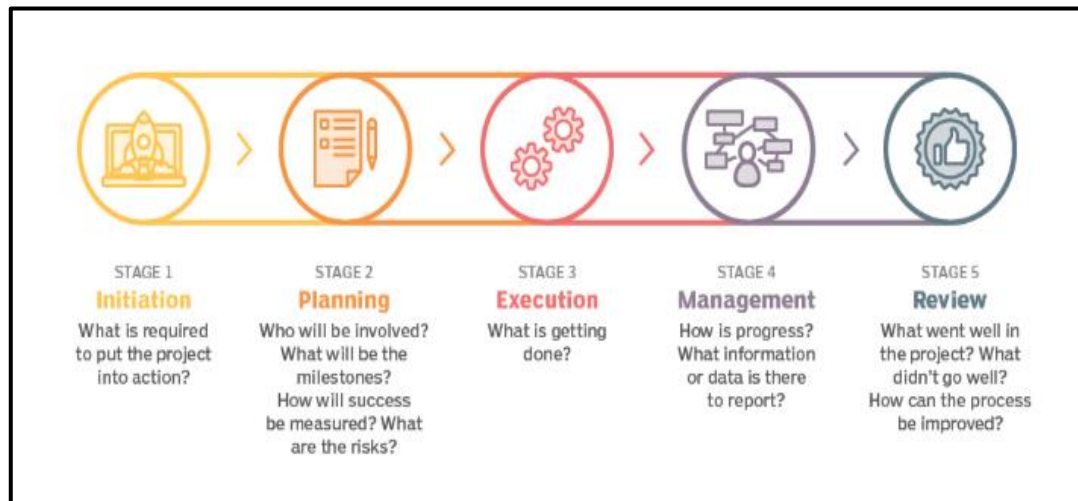 STAGE 1
Initiation
What is required
to put the project
into action?
STAGE 2
Planning
Who will be involved?
What will be the
milestones?
How will success
be measured? What
are the risks?
STAGE 3
Execution
What is getting
done?
STAGE 4
Management
How is progress?
What information
or data is there
to report?
STAGE 5
Review
What went well in
the project? What
didn't go well?
How can the process
be improved?